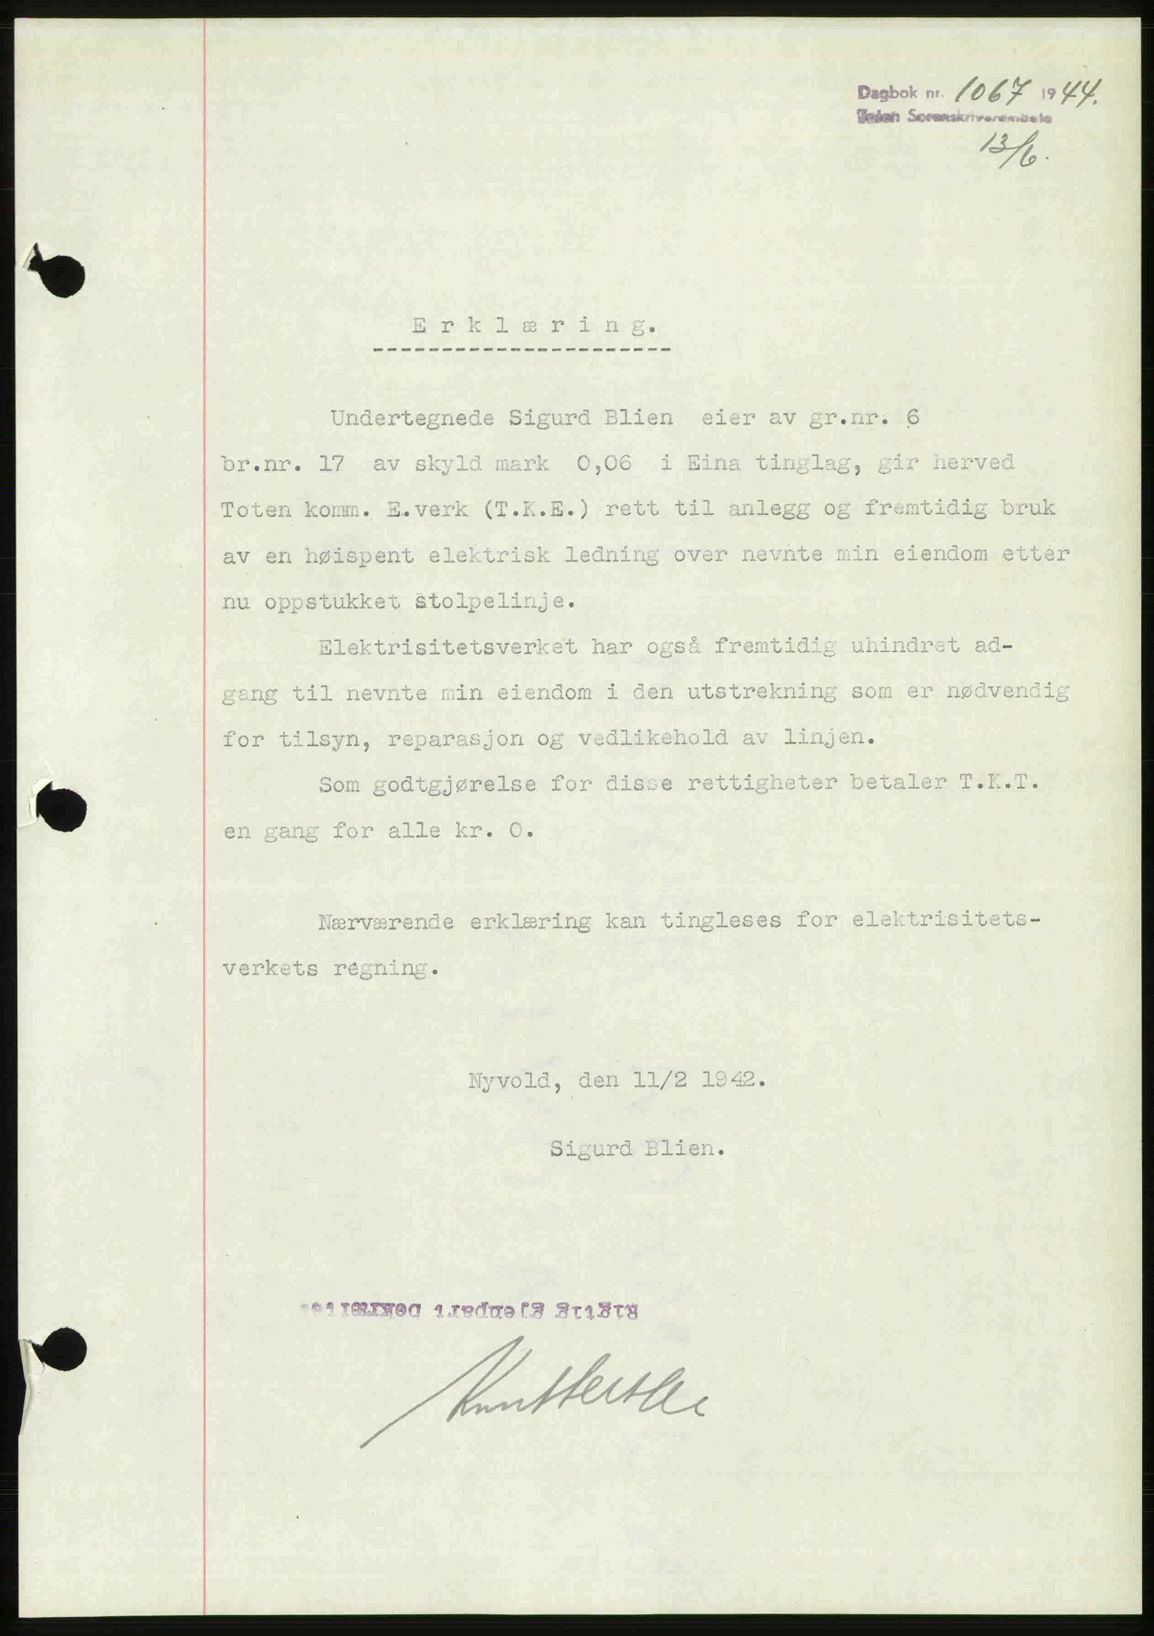 Dagbok nr. 1067 1944.
Toten Sorenskriverembete
13/6.
Erklæring.
Undertegnede Sigurd Blien eier av gr.nr. 6
br.nr. 17 av skyld mark 0,06 i Eina tinglag, gir herved
Toten komm. E.verk (T.K.E.) rett til anlegg og fremtidig bruk
av en høispent elektrisk ledning over nevnte min eiendom etter
nu oppstukket stolpelinje.
Elektrisitetsverket har også fremtidig uhindret ad-
gang til nevnte min eiendom i den utstrekning som er nødvendig
for tilsyn, reparasjon og vedlikehold av linjen.
Som godtgjørelse for disse rettigheter betaler T.K.T.
en gang for alle kr. 0.
Nærværende erklæring kan tingleses for elektrisitets-
verkets regning.
Nyvold, den 11/2 1942.
Sigurd Blien.
Rigtig gjenpart bekræftes